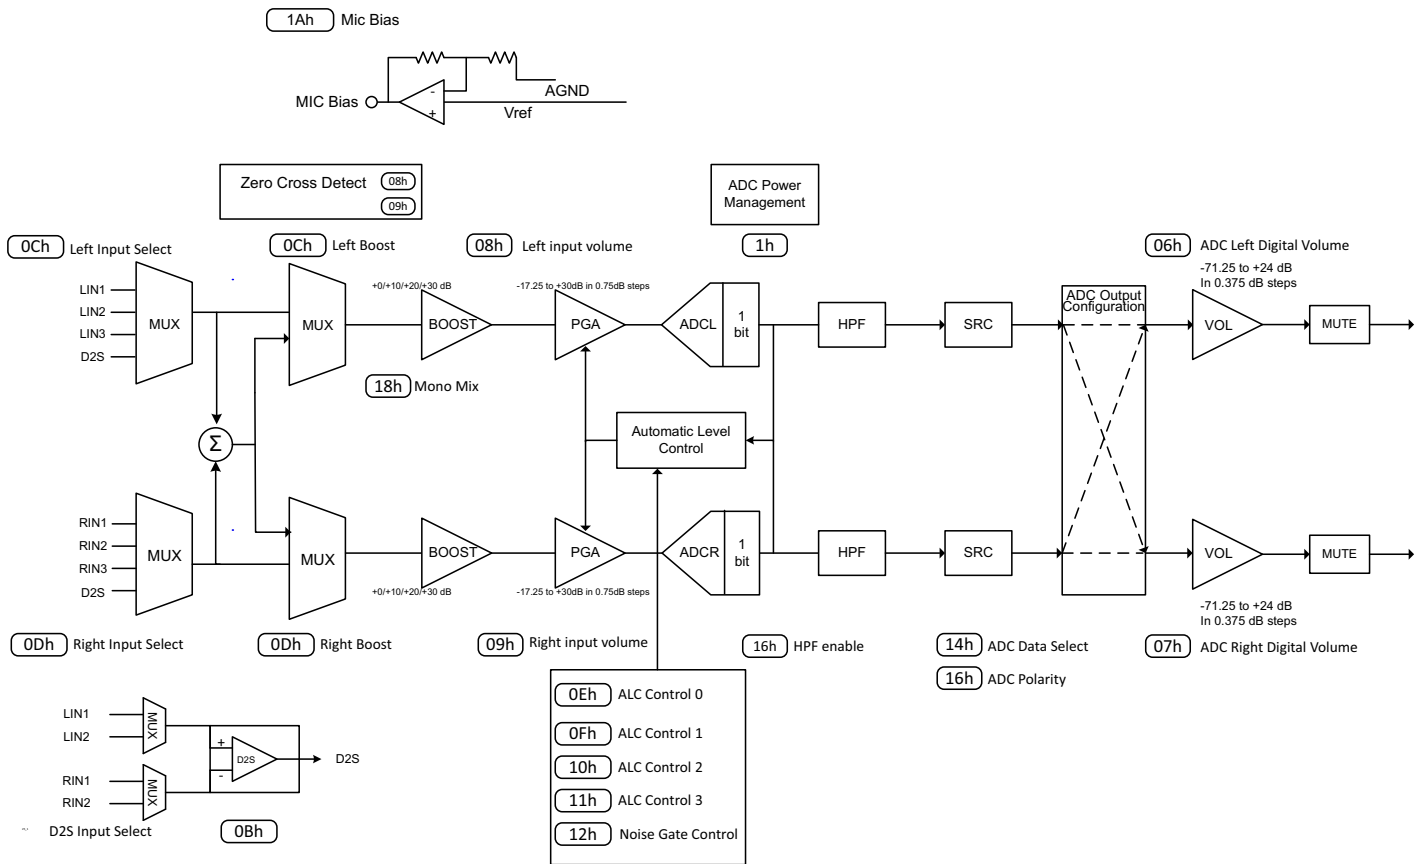 1Ah Mic Bias
MIC Bias
-
+
AGND
Vref
Zero Cross Detect 08h
09h
ADC Power
Management
0Ch Left Input Select
0Ch Left Boost
08h Left input volume
1h
06h ADC Left Digital Volume
-71.25 to +24 dB
In 0.375 dB steps
LIN1
LIN2
LIN3
D2S
MUX
MUX
+0/+10/+20/+30 dB
BOOST
-17.25 to +30dB in 0.75dB steps
PGA
ADCL
1
bit
HPF
SRC
ADC Output
Configuration
VOL
MUTE
18h Mono Mix
Σ
Automatic Level
Control
RIN1
RIN2
RIN3
D2S
MUX
MUX
BOOST
+0/+10/+20/+30 dB
PGA
-17.25 to +30dB in 0.75dB steps
ADCR
1
bit
HPF
SRC
VOL
MUTE
-71.25 to +24 dB
In 0.375 dB steps
0Dh Right Input Select
0Dh Right Boost
09h Right input volume
16h HPF enable
14h ADC Data Select
16h ADC Polarity
07h ADC Right Digital Volume
LIN1
LIN2
MUX
RIN1
RIN2
MUX
+
D2S
-
D2S
D2S Input Select
0Bh
0Eh ALC Control 0
0Fh ALC Control 1
10h ALC Control 2
11h ALC Control 3
12h Noise Gate Control